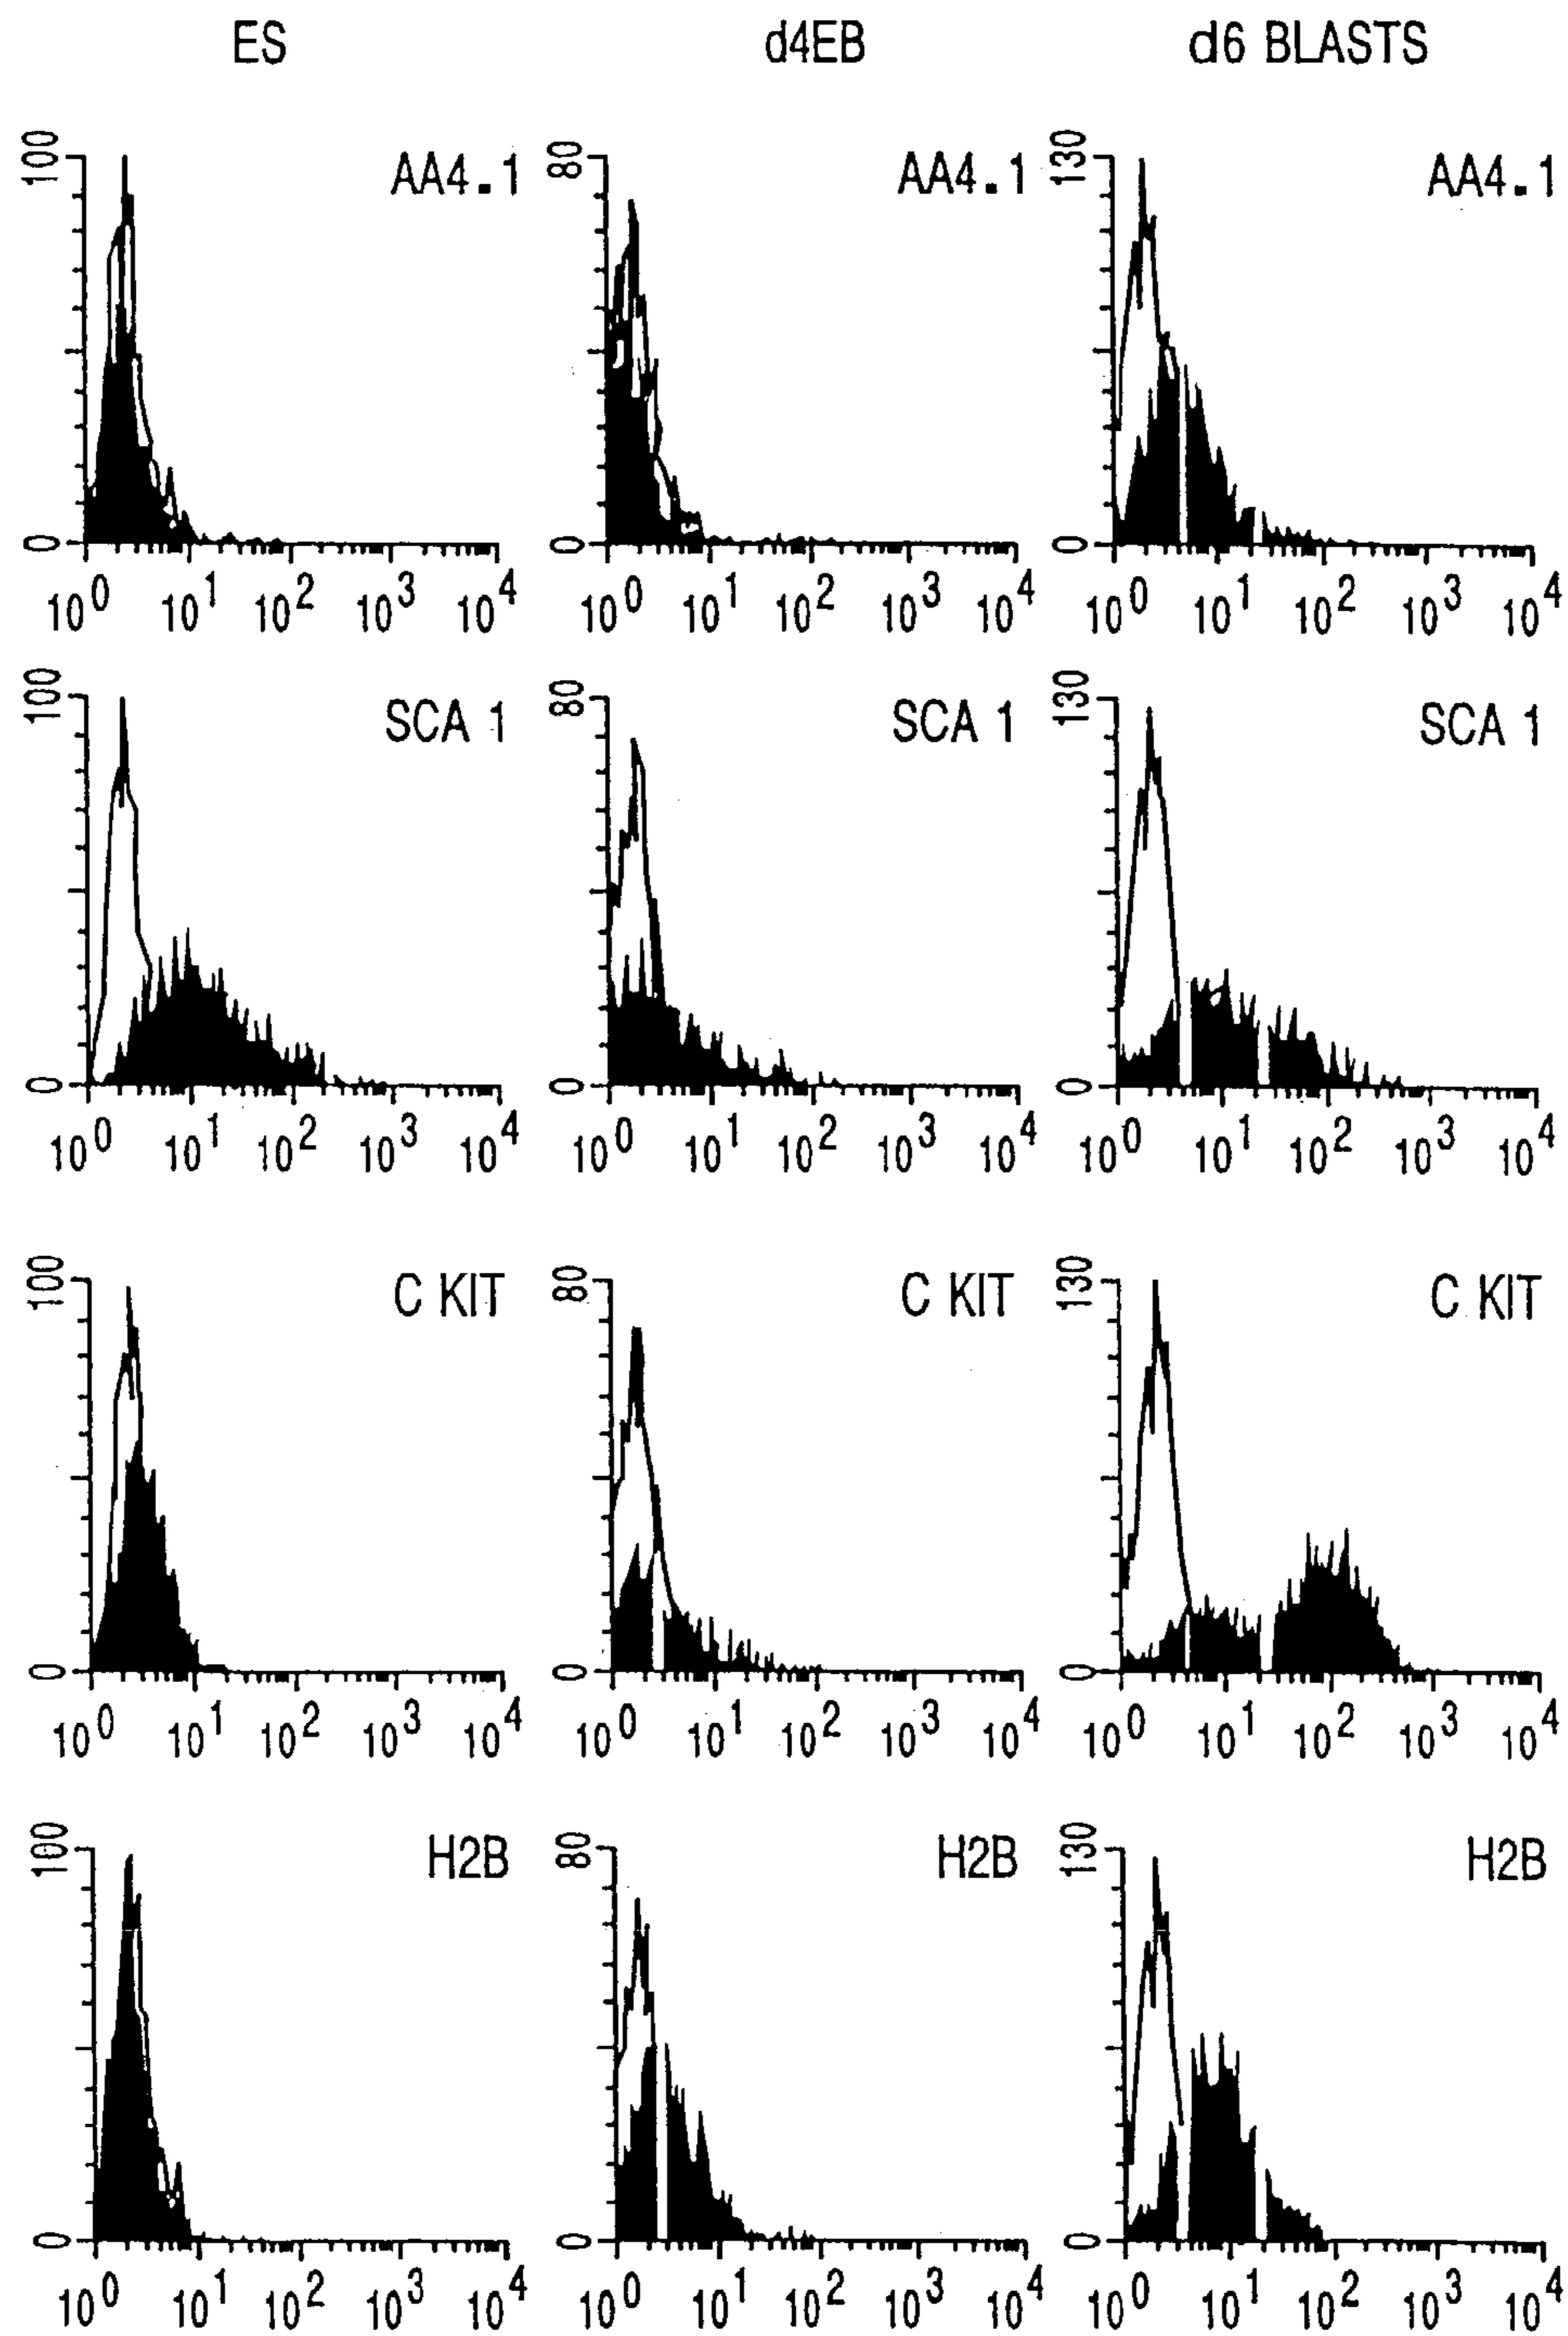 ES d4EB d6 BLASTS
100 AA4.1 80 AA4.1 130 AA4.1
0 0 0
10^0 10^1 10^2 10^3 10^4 10^0 10^1 10^2 10^3 10^4 10^0 10^1 10^2 10^3 10^4
100 SCA 1 80 SCA 1 130 SCA 1
0 0 0
10^0 10^1 10^2 10^3 10^4 10^0 10^1 10^2 10^3 10^4 10^0 10^1 10^2 10^3 10^4
100 C KIT 80 C KIT 130 C KIT
0 0 0
10^0 10^1 10^2 10^3 10^4 10^0 10^1 10^2 10^3 10^4 10^0 10^1 10^2 10^3 10^4
100 H2B 80 H2B 130 H2B
0 0 0
10^0 10^1 10^2 10^3 10^4 10^0 10^1 10^2 10^3 10^4 10^0 10^1 10^2 10^3 10^4